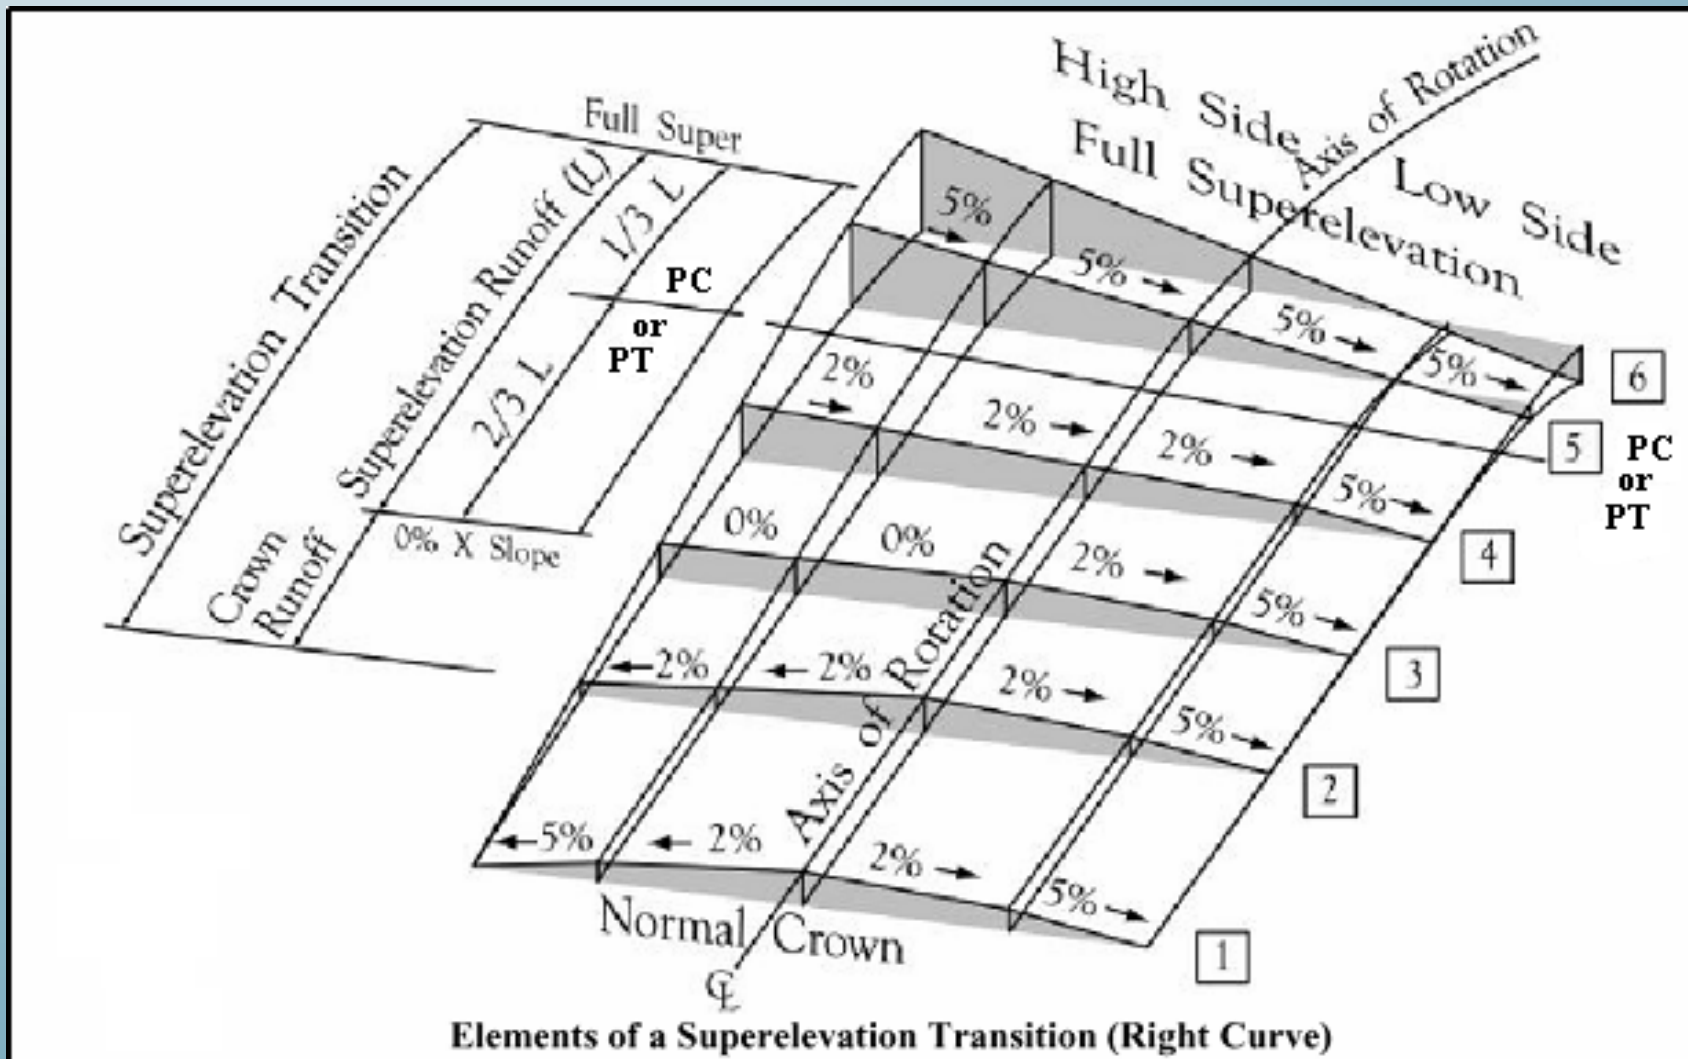 High Side
Full Superelevation
Axis of Rotation
Low Side
Full Super
Superelevation Transition
Superelevation Runoff (L)
1/3 L
PC
or
PT
2/3 L
Crown
Runoff
0% X Slope
5%
5%
5%
5%
6
2%
2%
2%
5%
5
PC
or
PT
0%
0%
2%
5%
4
2%
2%
2%
5%
3
Axis of Rotation
5%
2%
2%
5%
2
Normal Crown
1
CL
Elements of a Superelevation Transition (Right Curve)